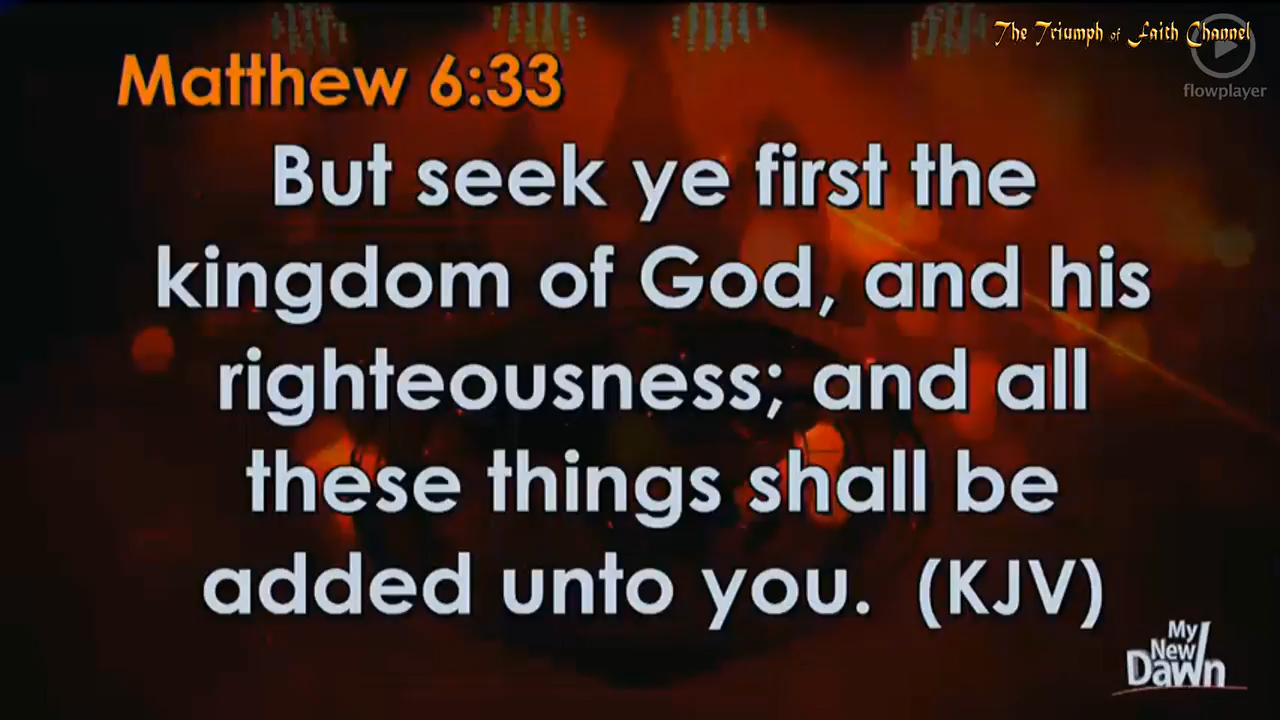 The Triumph of Faith Channel
flowplayer
Matthew 6:33
But seek ye first the
kingdom of God, and his
righteousness; and all
these things shall be
added unto you. (KJV)
My
New
Dawn